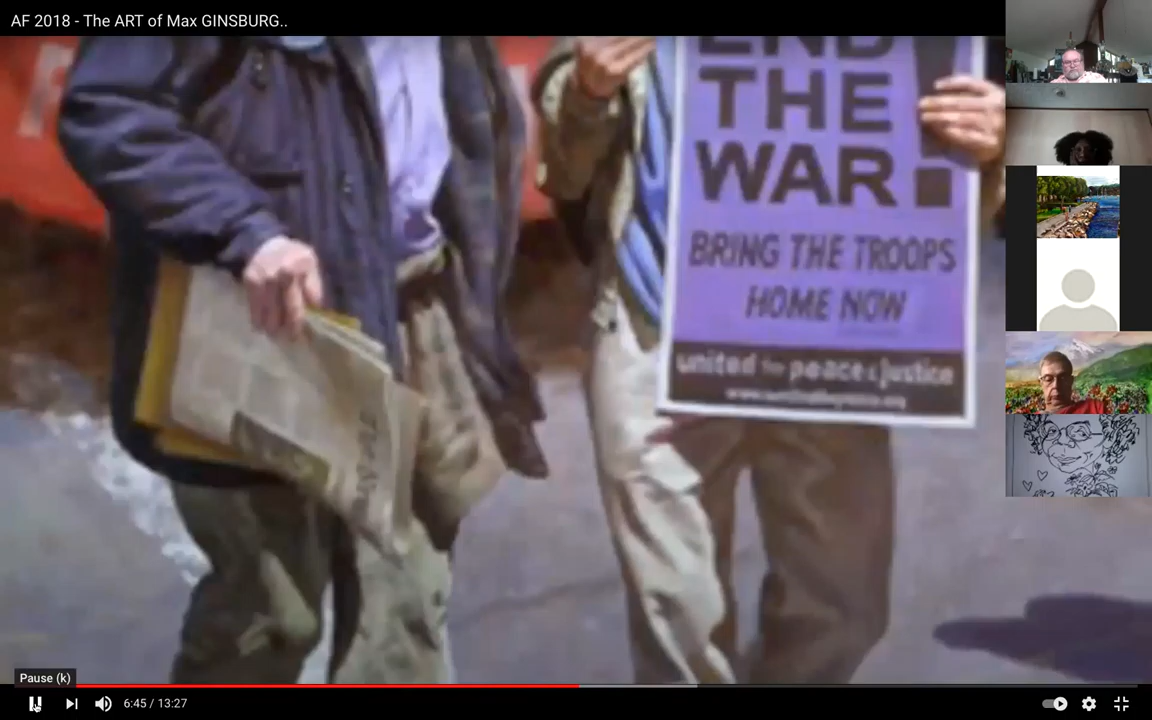 AF 2018 - The ART of Max GINSBURG..
END
THE
WAR!
BRING THE TROOPS
HOME NOW
united for peace & justice
Pause (k)
6:45 / 13:27